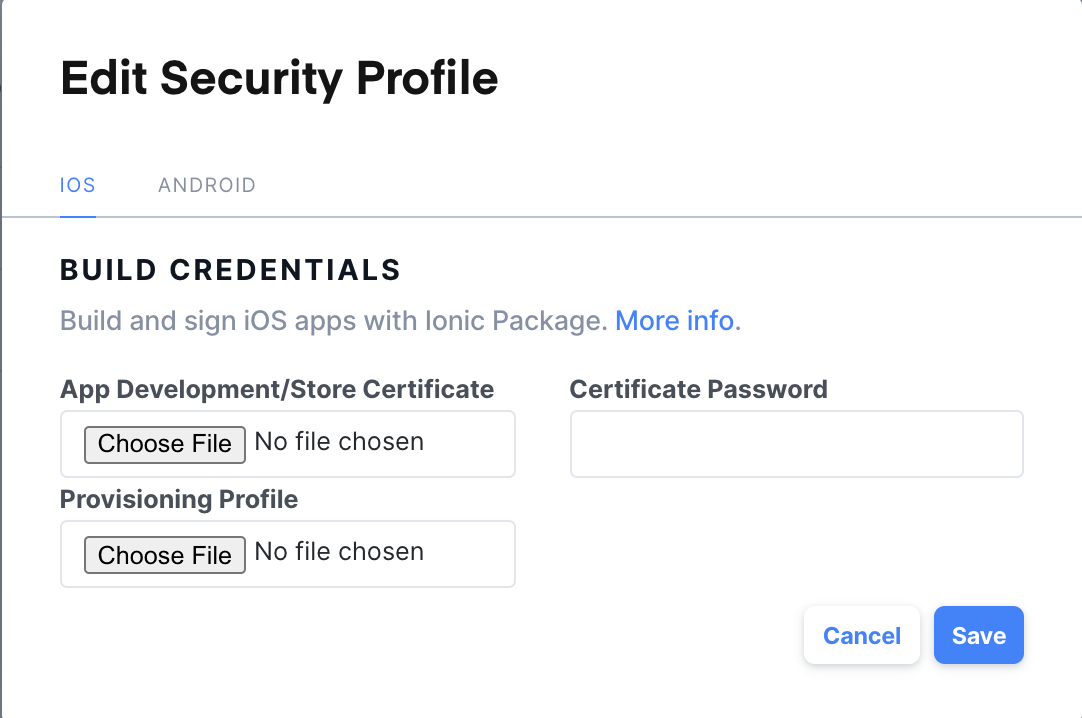 Edit Security Profile
IOS ANDROID
BUILD CREDENTIALS
Build and sign iOS apps with Ionic Package. More info.
App Development/Store Certificate Certificate Password
Choose File No file chosen
Provisioning Profile
Choose File No file chosen
Cancel Save